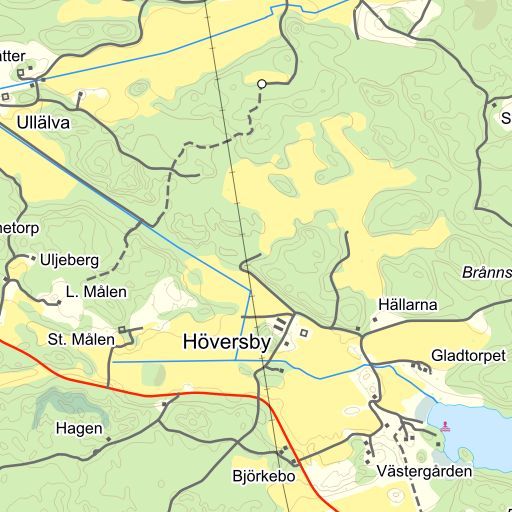 Ullälva
Uljeberg
Brånns
L. Målen
Hällarna
St. Målen
Höversby
Gladtorpet
Hagen
Björkebo
Västergården